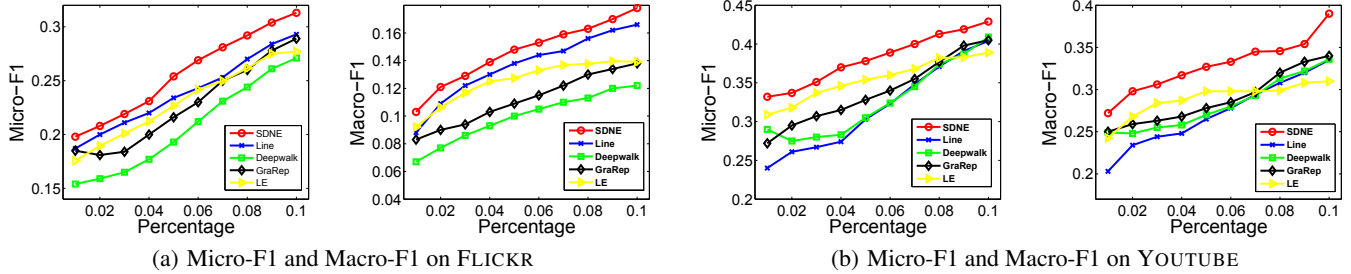 0.3
0.25
0.2
0.15
Micro−F1
0.02 0.04 0.06 0.08 0.1
Percentage
SDNE
Line
Deepwalk
GraRep
LE
0.16
0.12
0.08
0.04
Macro−F1
0.02 0.04 0.06 0.08 0.1
Percentage
SDNE
Line
Deepwalk
GraRep
LE
(a) Micro-F1 and Macro-F1 on FLICKR
0.45
0.4
0.35
0.3
0.25
0.2
Micro−F1
0.02 0.04 0.06 0.08 0.1
Percentage
SDNE
Line
Deepwalk
GraRep
LE
0.4
0.35
0.3
0.25
0.2
Macro−F1
0.02 0.04 0.06 0.08 0.1
Percentage
SDNE
Line
Deepwalk
GraRep
LE
(b) Micro-F1 and Macro-F1 on YOUTUBE